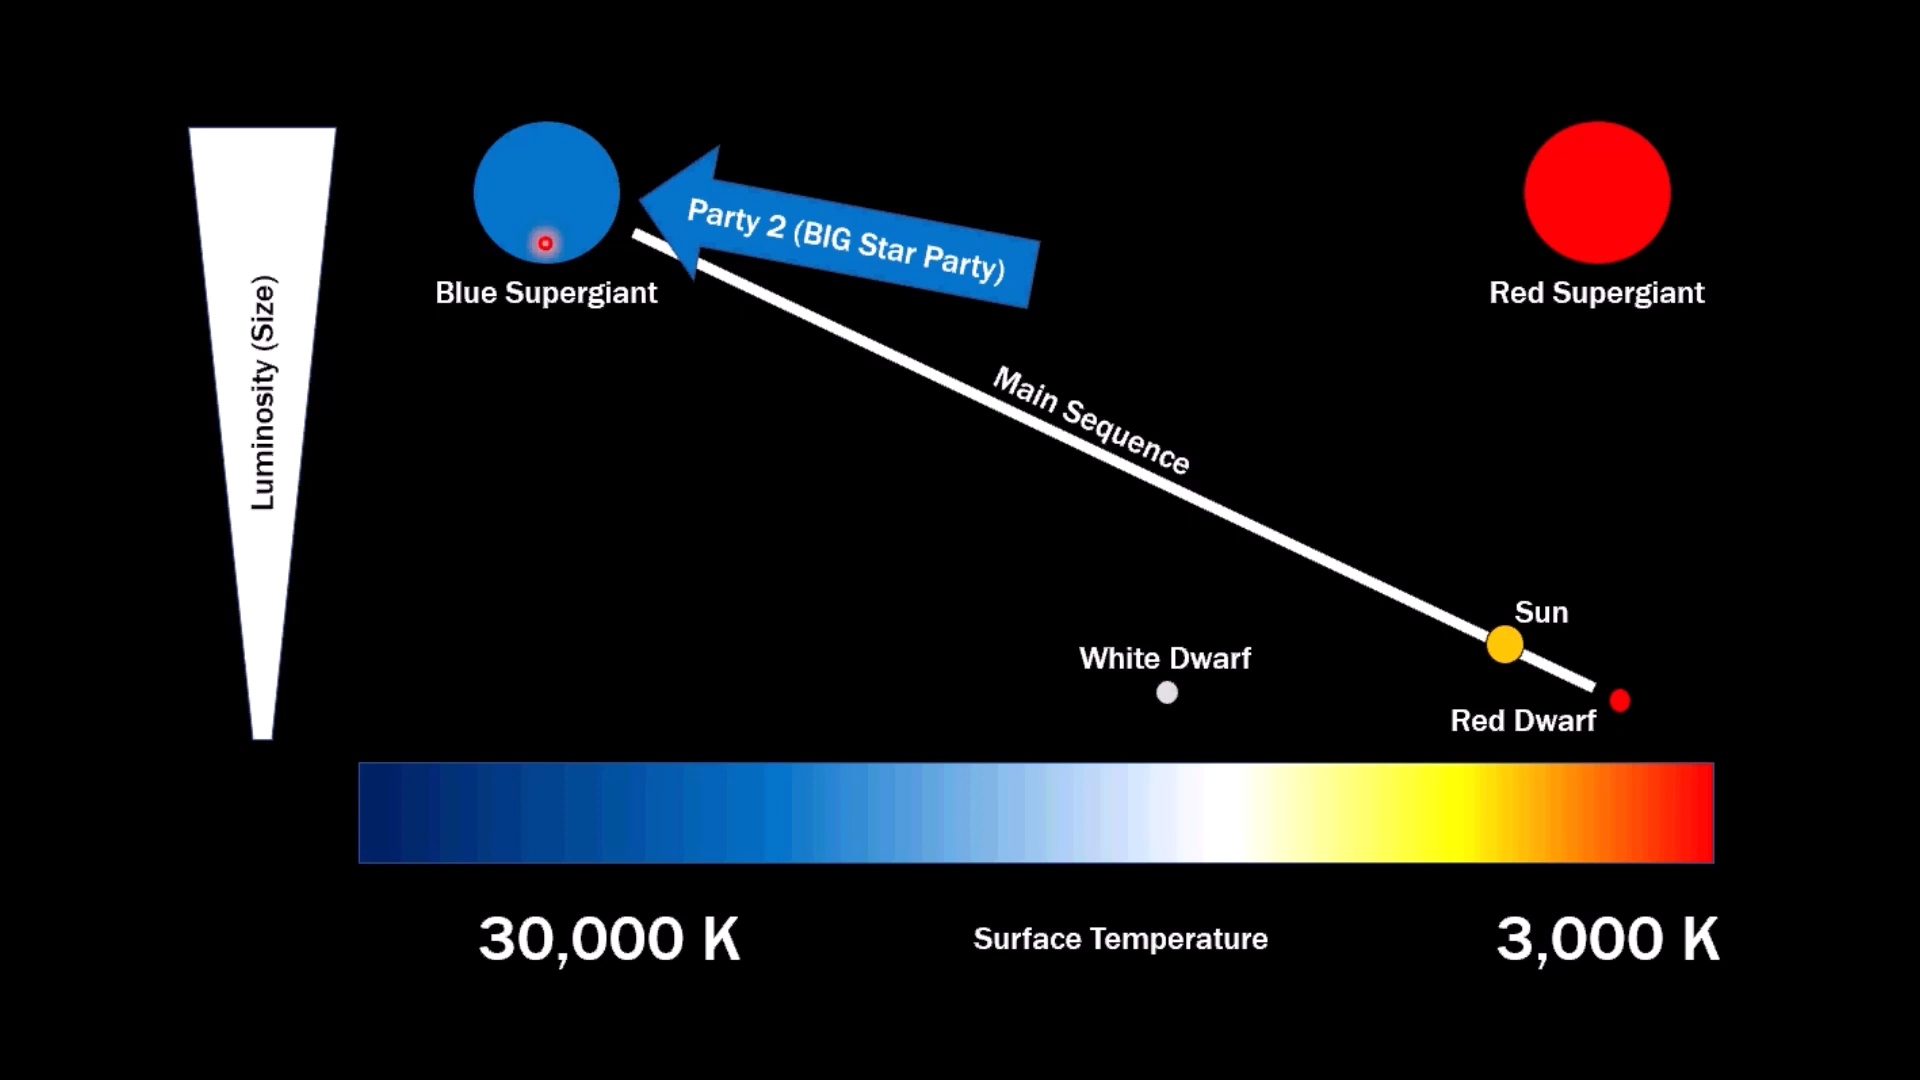 Party 2 (BIG Star Party)
Blue Supergiant
Red Supergiant
Luminosity (Size)
Main Sequence
Sun
White Dwarf
Red Dwarf
30,000 K
Surface Temperature
3,000 K